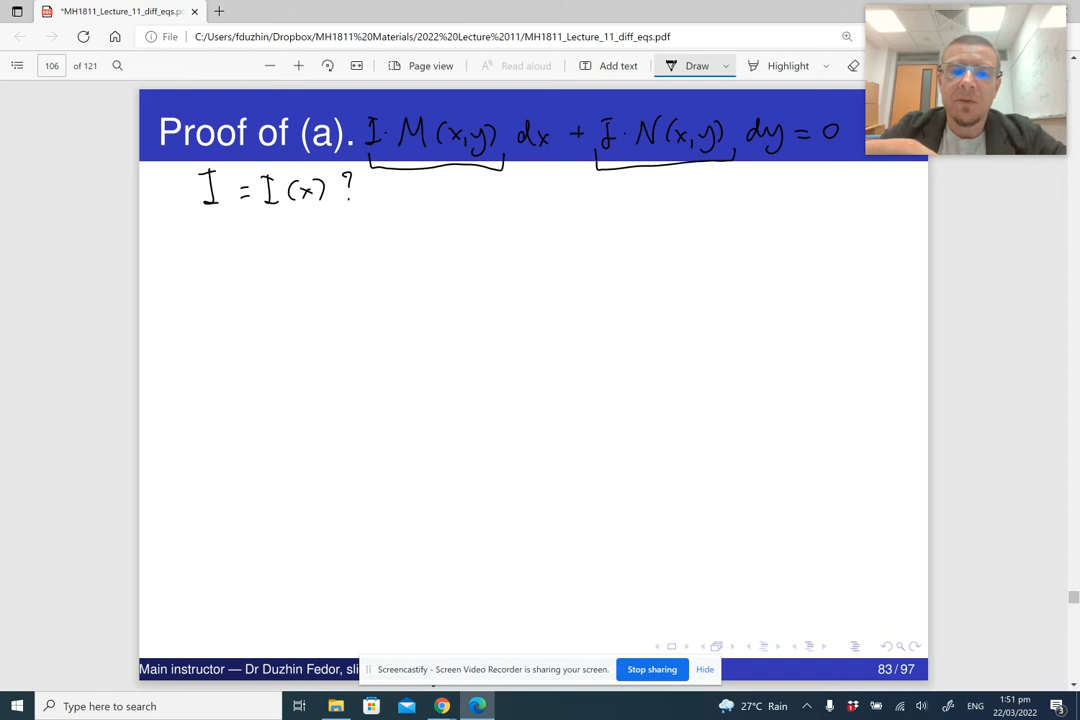 *MH1811_Lecture_11_diff_eqs.pd
File C:/Users/fduzhin/Dropbox/MH1811%20Materials/2022%20Lecture%2011/MH1811_Lecture_11_diff_eqs.pdf
106 of 121 Page view Read aloud Add text Draw Highlight
Proof of (a). I · M(x,y) dx + I · N(x,y) dy = 0
I = I(x) ?
Main instructor — Dr Duzhin Fedor, sli 83/97
Screencastify - Screen Video Recorder is sharing your screen. Stop sharing Hide
Type here to search 27°C Rain ENG 1:51 pm
22/03/2022 3